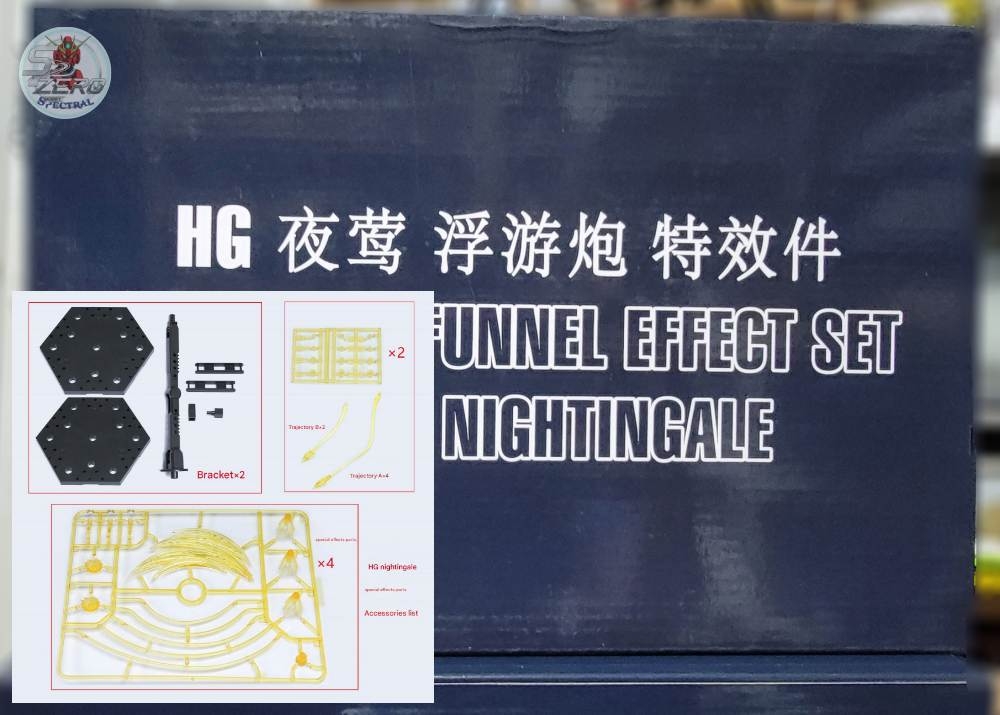 SZ
ZERO
SPECTRAL
HG 夜莺 浮游炮 特效件
FUNNEL EFFECT SET
NIGHTINGALE
Bracket×2
×2
Trajectory B×2
Trajectory A×4
special effects parts
×4
HG nightingale
special effects parts
Accessories list